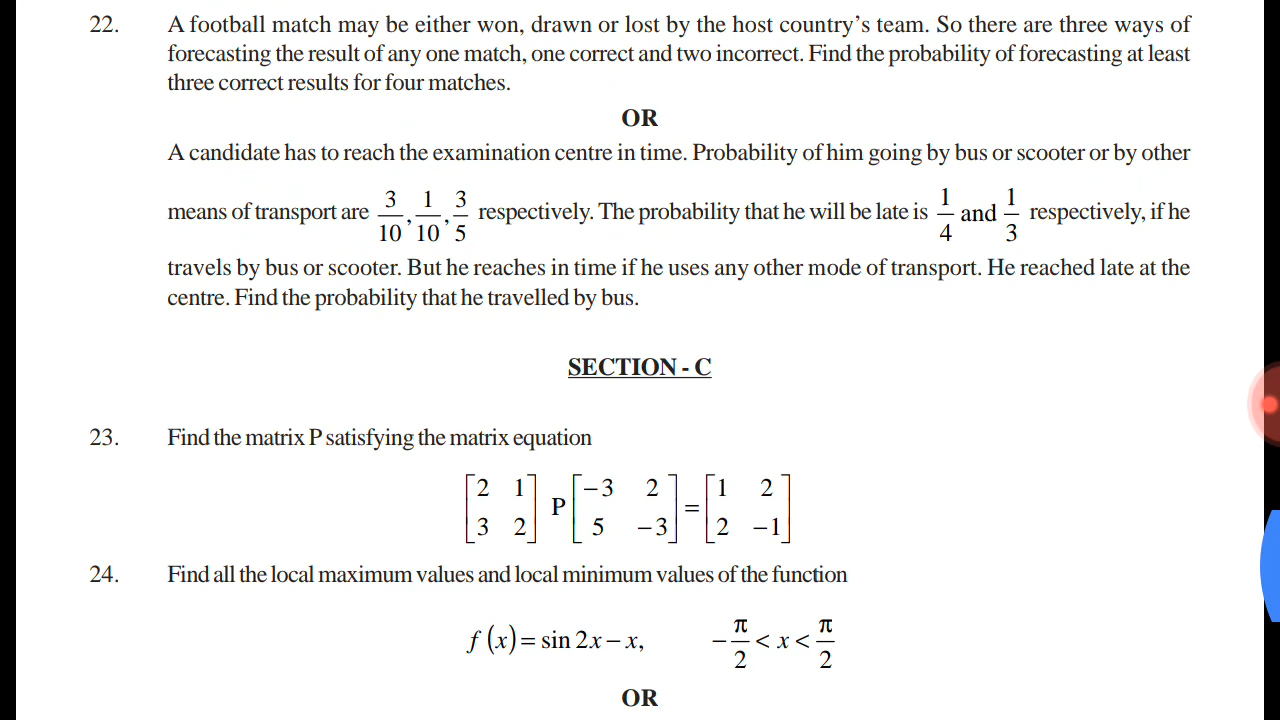 22. A football match may be either won, drawn or lost by the host country's team. So there are three ways of
forecasting the result of any one match, one correct and two incorrect. Find the probability of forecasting at least
three correct results for four matches.
OR
A candidate has to reach the examination centre in time. Probability of him going by bus or scooter or by other
means of transport are 3/10, 1/10, 3/5 respectively. The probability that he will be late is 1/4 and 1/3 respectively, if he
travels by bus or scooter. But he reaches in time if he uses any other mode of transport. He reached late at the
centre. Find the probability that he travelled by bus.
SECTION - C
23. Find the matrix P satisfying the matrix equation
[2 1] P [−3 2] = [1 2]
[3 2] [5 −3] [2 −1]
24. Find all the local maximum values and local minimum values of the function
f (x) = sin 2x − x, −π/2 < x < π/2
OR